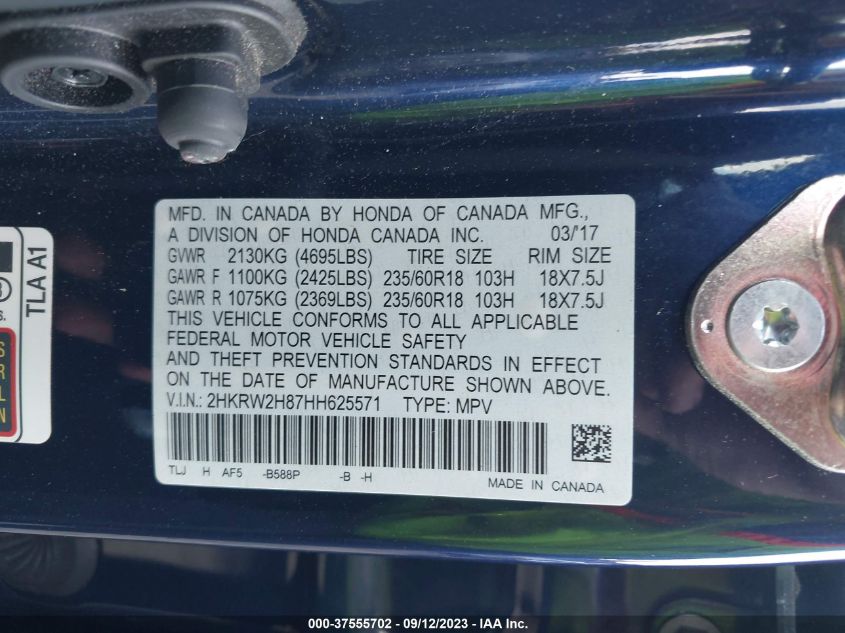 MFD. IN CANADA BY HONDA OF CANADA MFG.,
A DIVISION OF HONDA CANADA INC. 03/'17
GVWR 2130KG (4695LBS) TIRE SIZE RIM SIZE
GAWR F 1100KG (2425LBS) 235/60R18 103H 18X7.5J
GAWR R 1075KG (2369LBS) 235/60R18 103H 18X7.5J
THIS VEHICLE CONFORMS TO ALL APPLICABLE
FEDERAL MOTOR VEHICLE SAFETY
AND THEFT PREVENTION STANDARDS IN EFFECT
ON THE DATE OF MANUFACTURE SHOWN ABOVE.
V.I.N.: 2HKRW2H87HH625571 TYPE: MPV
TLJ H AF5 -B588P -B -H
MADE IN CANADA
TLA A1
000-37555702 - 09/12/2023 - IAA Inc.